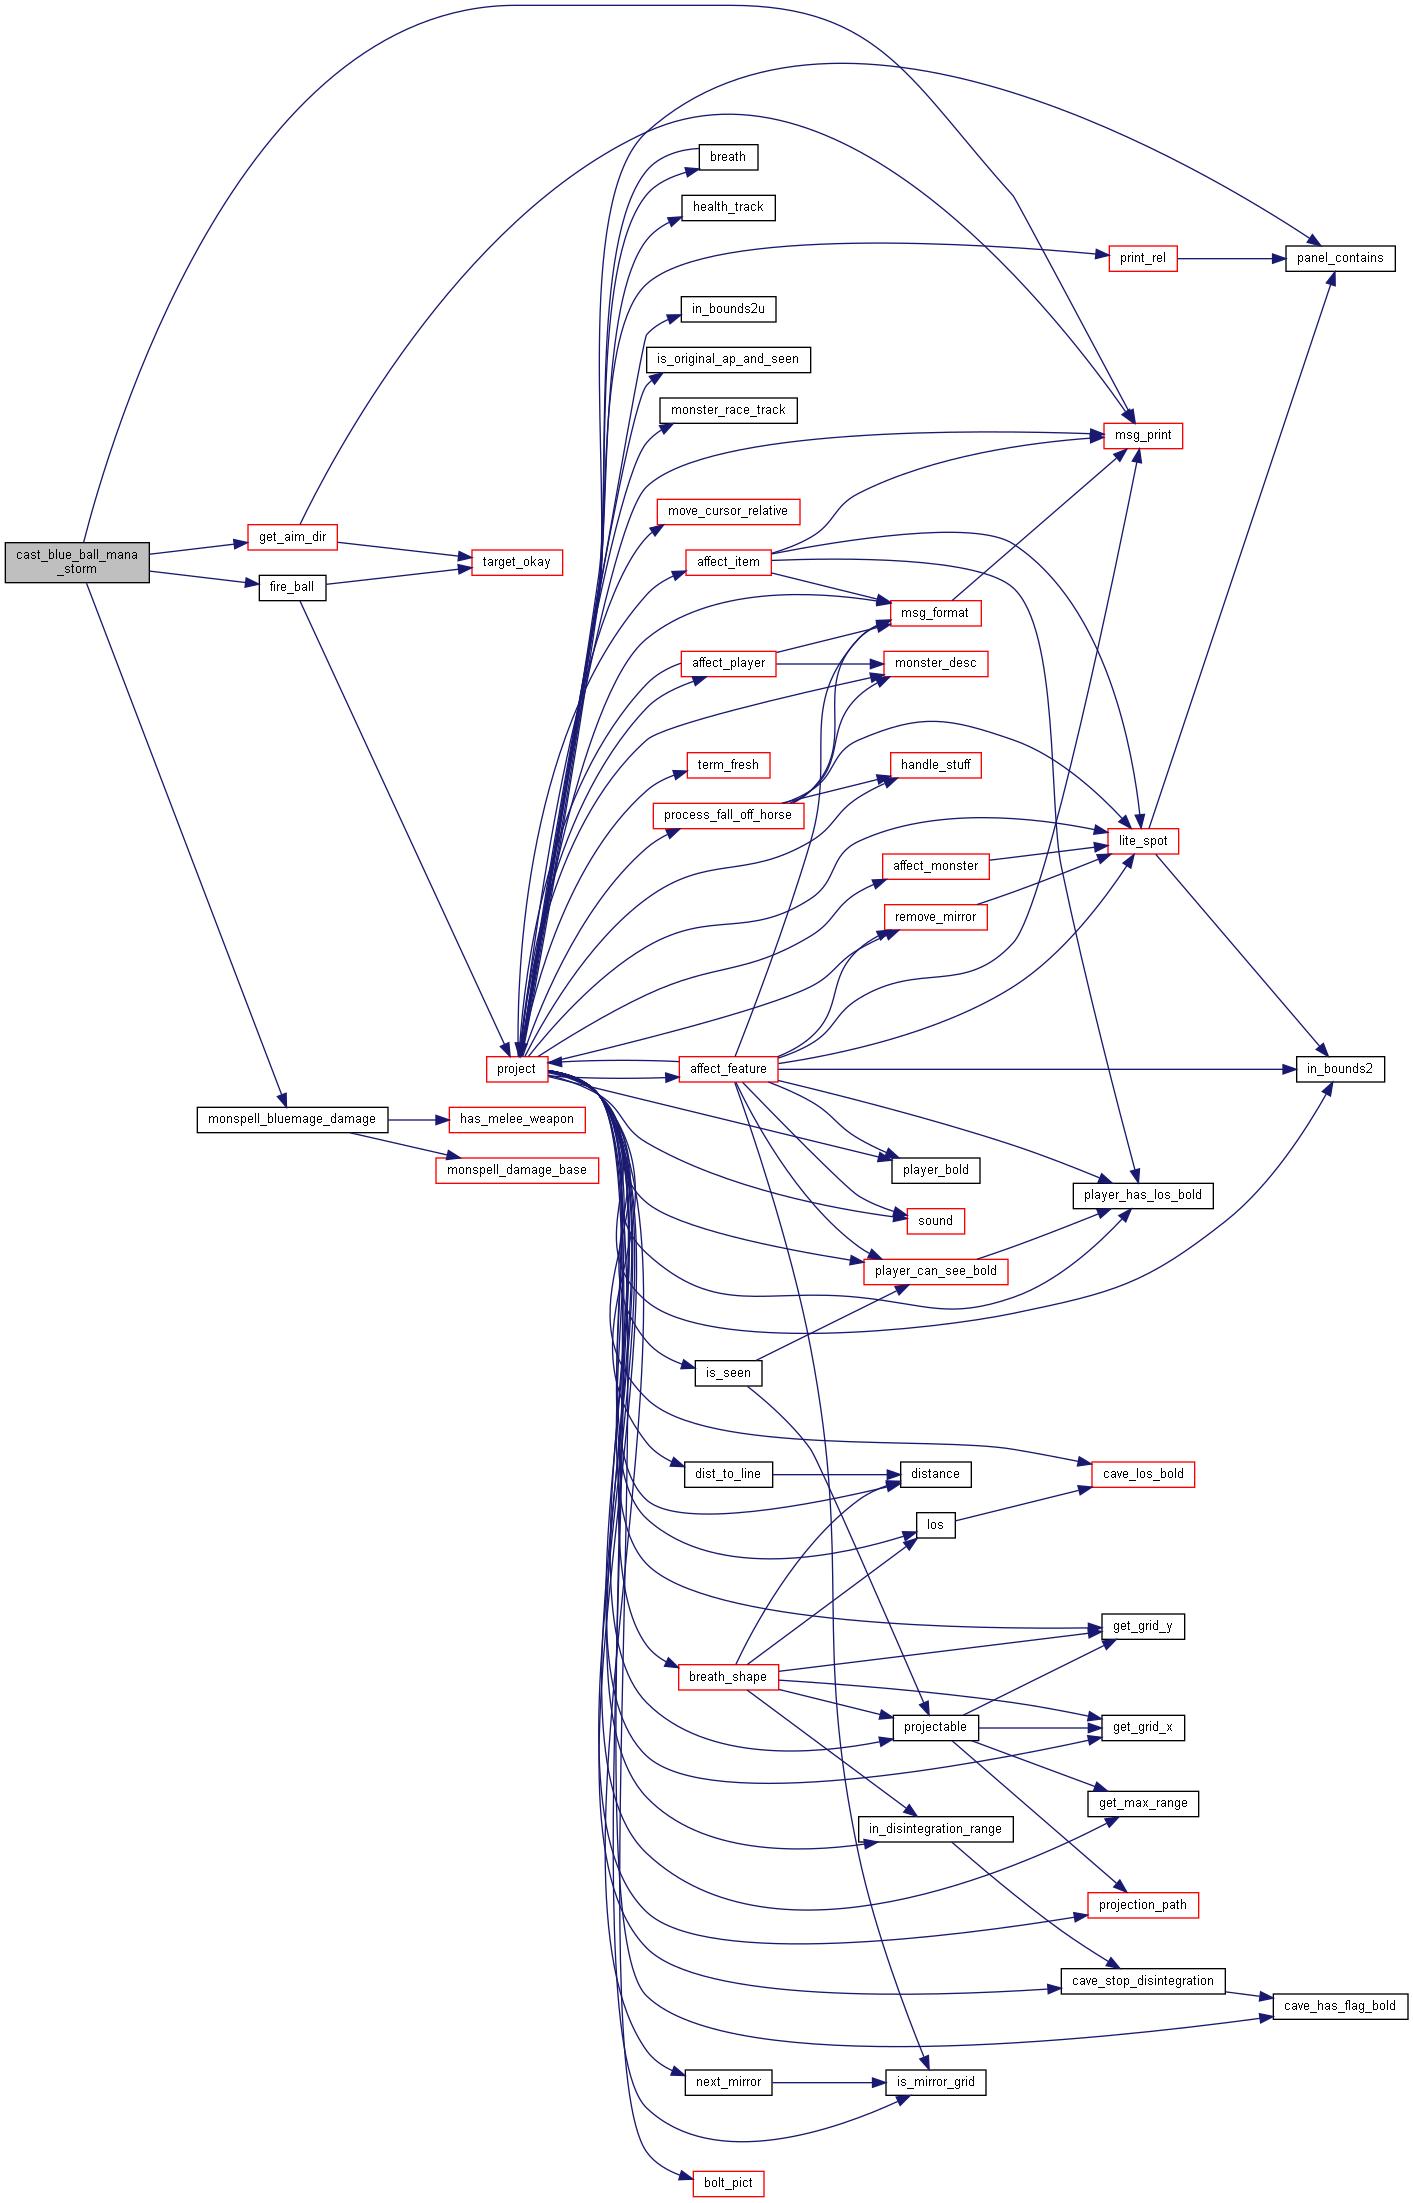 breath
health_track
print_rel
panel_contains
in_bounds2u
is_original_ap_and_seen
monster_race_track
msg_print
move_cursor_relative
get_aim_dir
cast_blue_ball_mana
_storm
target_okay
affect_item
fire_ball
msg_format
affect_player
monster_desc
term_fresh
handle_stuff
process_fall_off_horse
lite_spot
affect_monster
remove_mirror
project
affect_feature
in_bounds2
monspell_bluemage_damage
has_melee_weapon
monspell_damage_base
player_bold
player_has_los_bold
sound
player_can_see_bold
is_seen
dist_to_line
distance
cave_los_bold
los
get_grid_y
breath_shape
projectable
get_grid_x
get_max_range
in_disintegration_range
projection_path
cave_stop_disintegration
cave_has_flag_bold
next_mirror
is_mirror_grid
bolt_pict